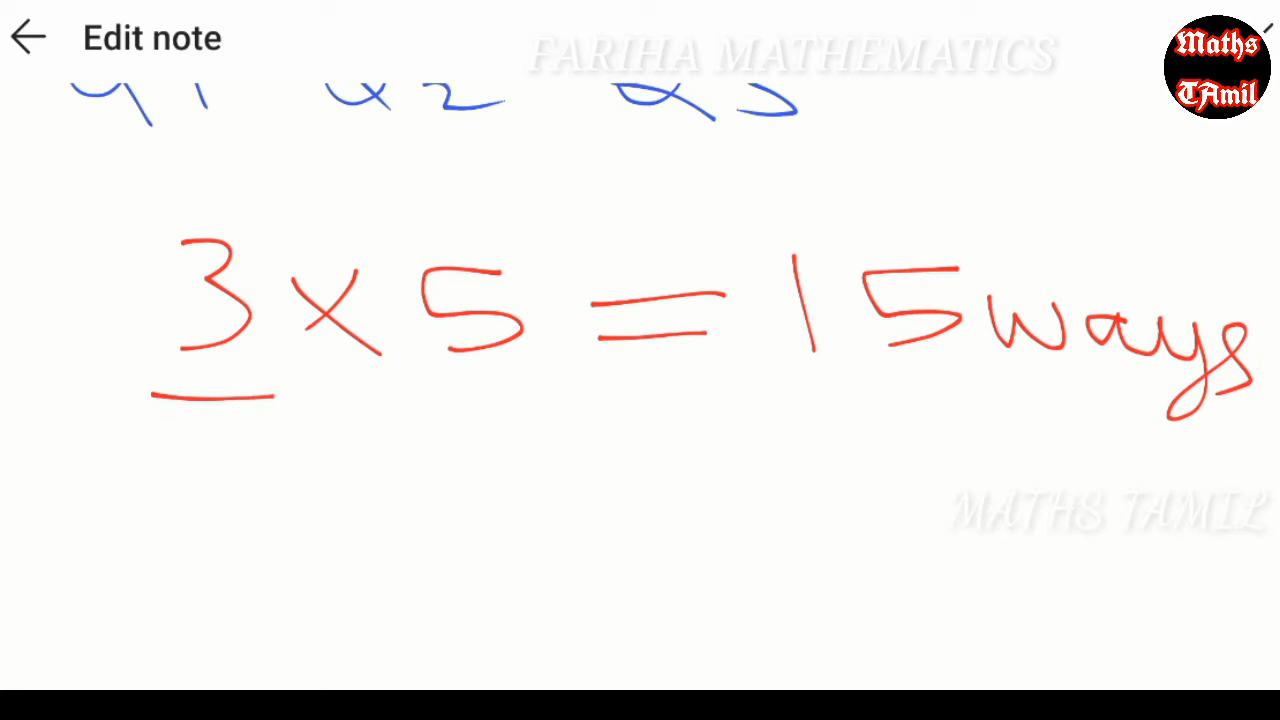 Edit note
FARIHA MATHEMATICS
Maths
TAmil
3 × 5 = 15 ways
MATHS TAMIL